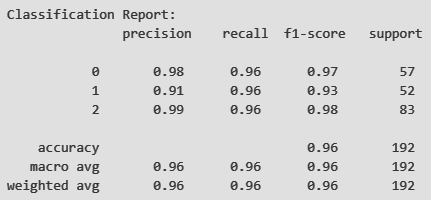 Classification Report:
precision recall f1-score support
0 0.98 0.96 0.97 57
1 0.91 0.96 0.93 52
2 0.99 0.96 0.98 83
accuracy 0.96 192
macro avg 0.96 0.96 0.96 192
weighted avg 0.96 0.96 0.96 192